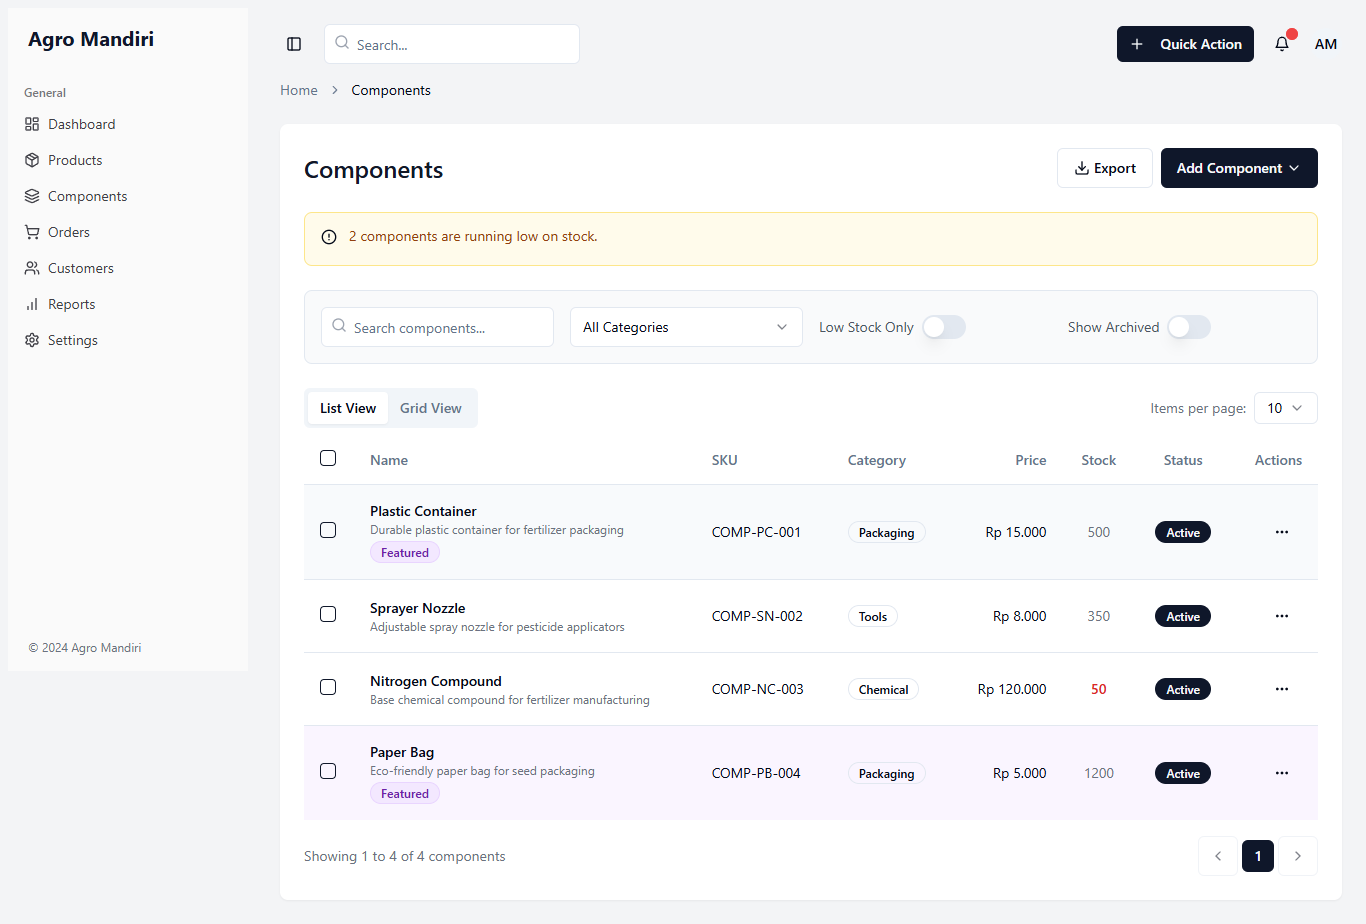 Agro Mandiri
General
Dashboard
Products
Components
Orders
Customers
Reports
Settings
© 2024 Agro Mandiri
Search...
Quick Action
AM
Home > Components
Components
Export
Add Component
2 components are running low on stock.
Search components...
All Categories
Low Stock Only
Show Archived
List View
Grid View
Items per page: 10
Name SKU Category Price Stock Status Actions
Plastic Container
Durable plastic container for fertilizer packaging
Featured
COMP-PC-001 Packaging Rp 15.000 500 Active ...
Sprayer Nozzle
Adjustable spray nozzle for pesticide applicators
COMP-SN-002 Tools Rp 8.000 350 Active ...
Nitrogen Compound
Base chemical compound for fertilizer manufacturing
COMP-NC-003 Chemical Rp 120.000 50 Active ...
Paper Bag
Eco-friendly paper bag for seed packaging
Featured
COMP-PB-004 Packaging Rp 5.000 1200 Active ...
Showing 1 to 4 of 4 components
1